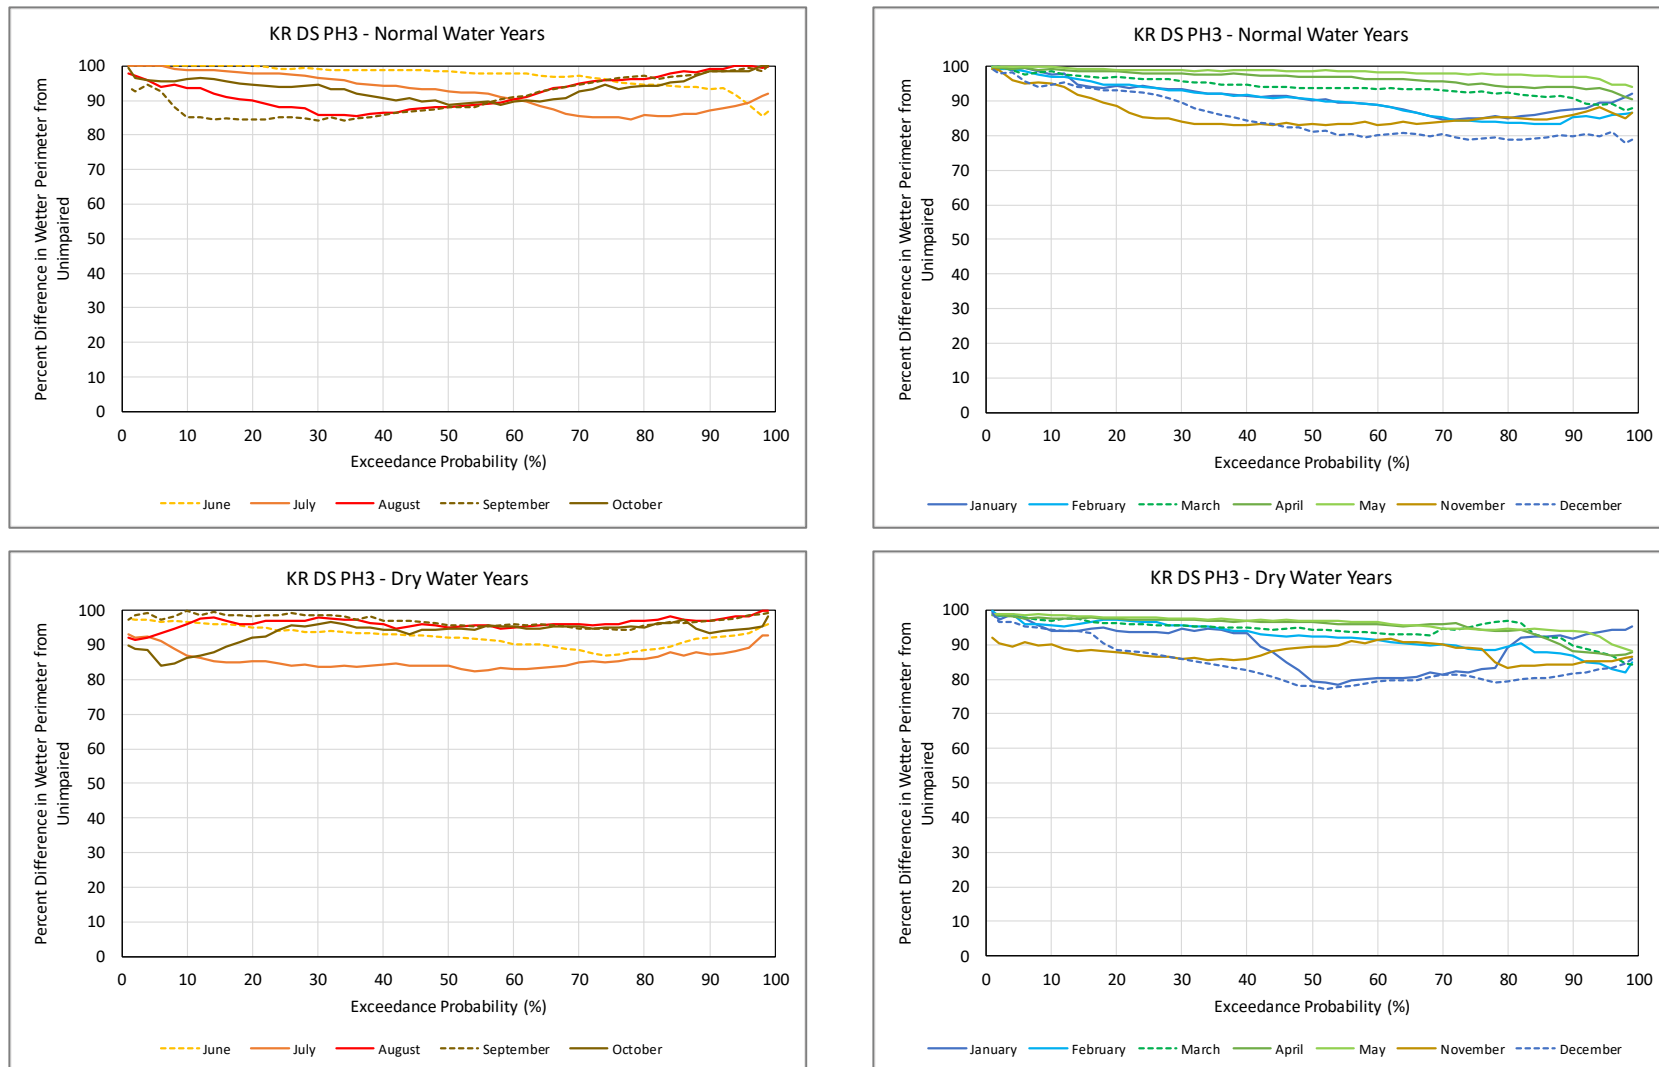 KR DS PH3 - Normal Water Years
Percent Difference in Wetter Perimeter from
Unimpaired
100
90
80
70
60
50
40
30
20
10
0
0 10 20 30 40 50 60 70 80 90 100
Exceedance Probability (%)
June July August September October
KR DS PH3 - Normal Water Years
Percent Difference in Wetter Perimeter from
Unimpaired
100
90
80
70
60
50
40
30
20
10
0
0 10 20 30 40 50 60 70 80 90 100
Exceedance Probability (%)
January February March April May November December
KR DS PH3 - Dry Water Years
Percent Difference in Wetter Perimeter from
Unimpaired
100
90
80
70
60
50
40
30
20
10
0
0 10 20 30 40 50 60 70 80 90 100
Exceedance Probability (%)
June July August September October
KR DS PH3 - Dry Water Years
Percent Difference in Wetter Perimeter from
Unimpaired
100
90
80
70
60
50
40
30
20
10
0
0 10 20 30 40 50 60 70 80 90 100
Exceedance Probability (%)
January February March April May November December